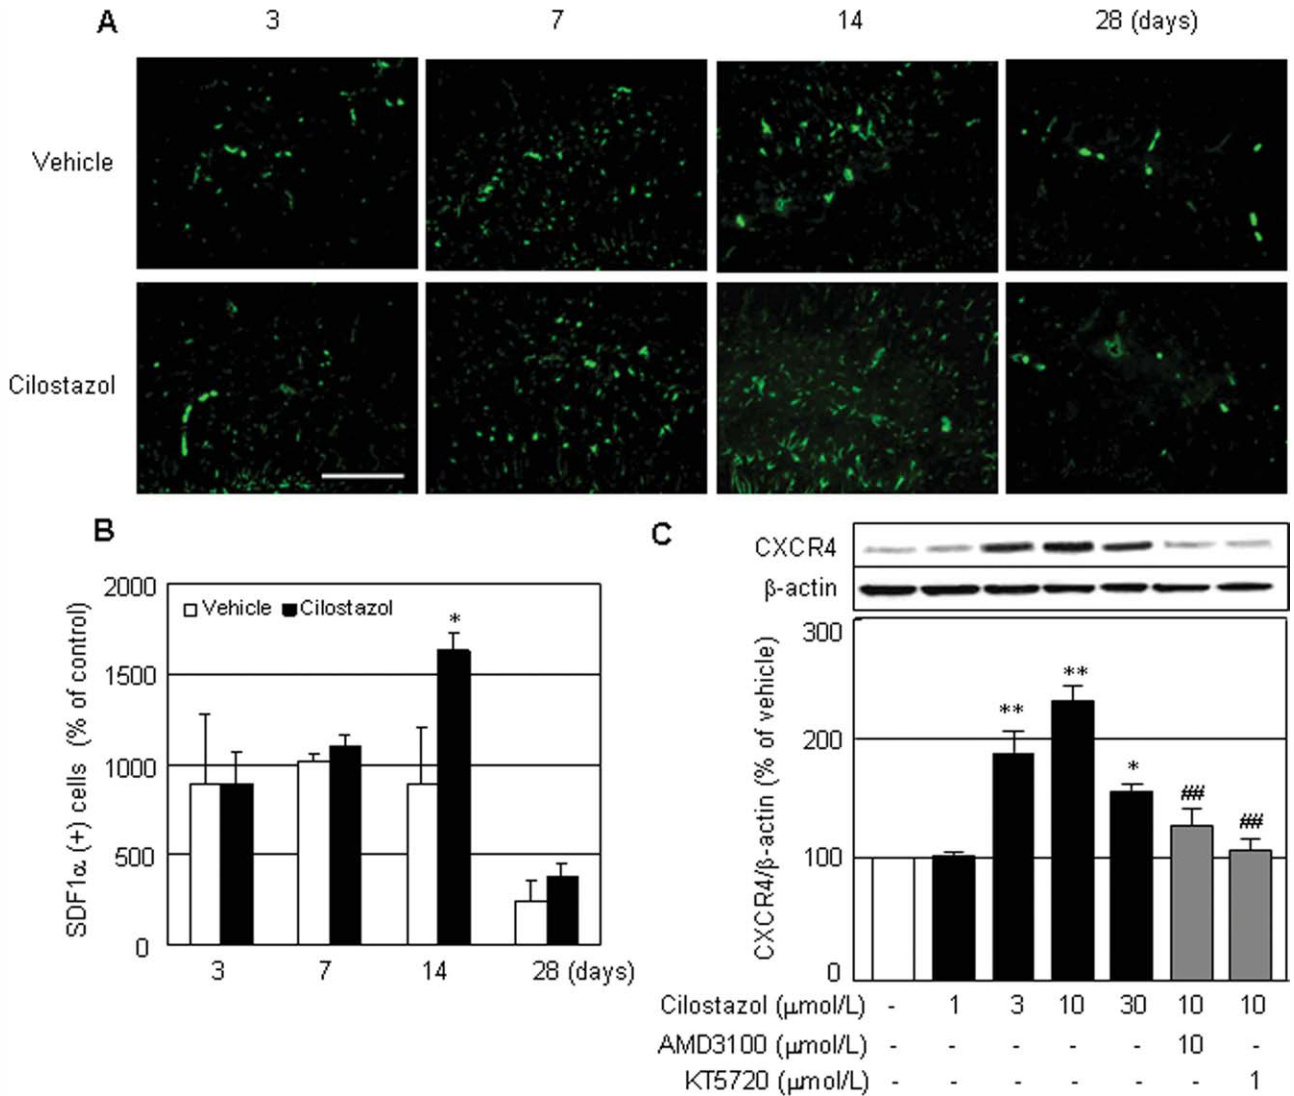 A 3 7 14 28 (days)
Vehicle
Cilostazol
B
2000
1500
1000
500
0
SDF1α (+) cells (% of control)
Vehicle Cilostazol
*
3 7 14 28 (days)
C
CXCR4
β-actin
300
200
100
0
CXCR4/β-actin (% of vehicle)
** ** * ## ##
Cilostazol (μmol/L) - 1 3 10 30 10 10
AMD3100 (μmol/L) - - - - - 10 -
KT5720 (μmol/L) - - - - - - 1